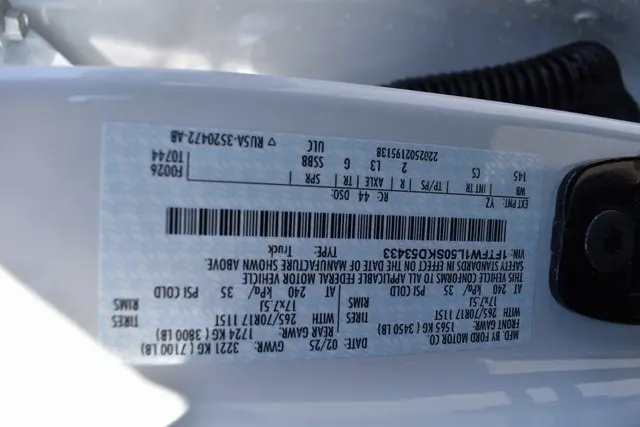 MFD. BY FORD MOTOR CO.
DATE: 02/25 GVWR: 3221 KG ( 7100 LB)
FRONT GAWR: 1565 KG ( 3450 LB) REAR GAWR: 1724 KG ( 3800 LB)
WITH 265/70R17 115T TIRES WITH 265/70R17 115T TIRES
17x7.5J RIMS 17x7.5J RIMS
AT 240 kPa/ 35 PSI COLD AT 240 kPa/ 35 PSI COLD
THIS VEHICLE CONFORMS TO ALL APPLICABLE FEDERAL MOTOR VEHICLE
SAFETY STANDARDS IN EFFECT ON THE DATE OF MANUFACTURE SHOWN ABOVE.
VIN: 1FTFW1L50SKD53433 TYPE: Truck
EXT PNT: YZ RC: 44 DSO: F0026
WB INT TR TP/PS R AXLE TR SPR T0744
145 CS 2 L3 G SSBB
220250219513B ULC ▽ RUSA-3520472-AB